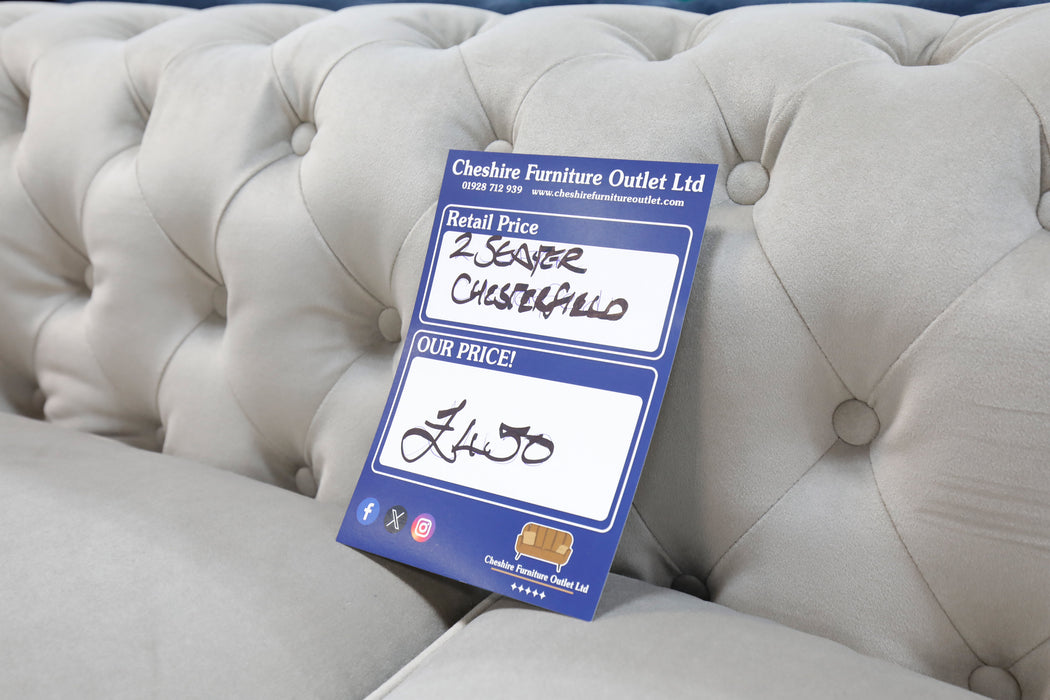 Cheshire Furniture Outlet Ltd
01928 712 939 www.cheshirefurnitureoutlet.com
Retail Price
2 SEATER
CHESTERFIELD
OUR PRICE!
£450
Cheshire Furniture Outlet Ltd